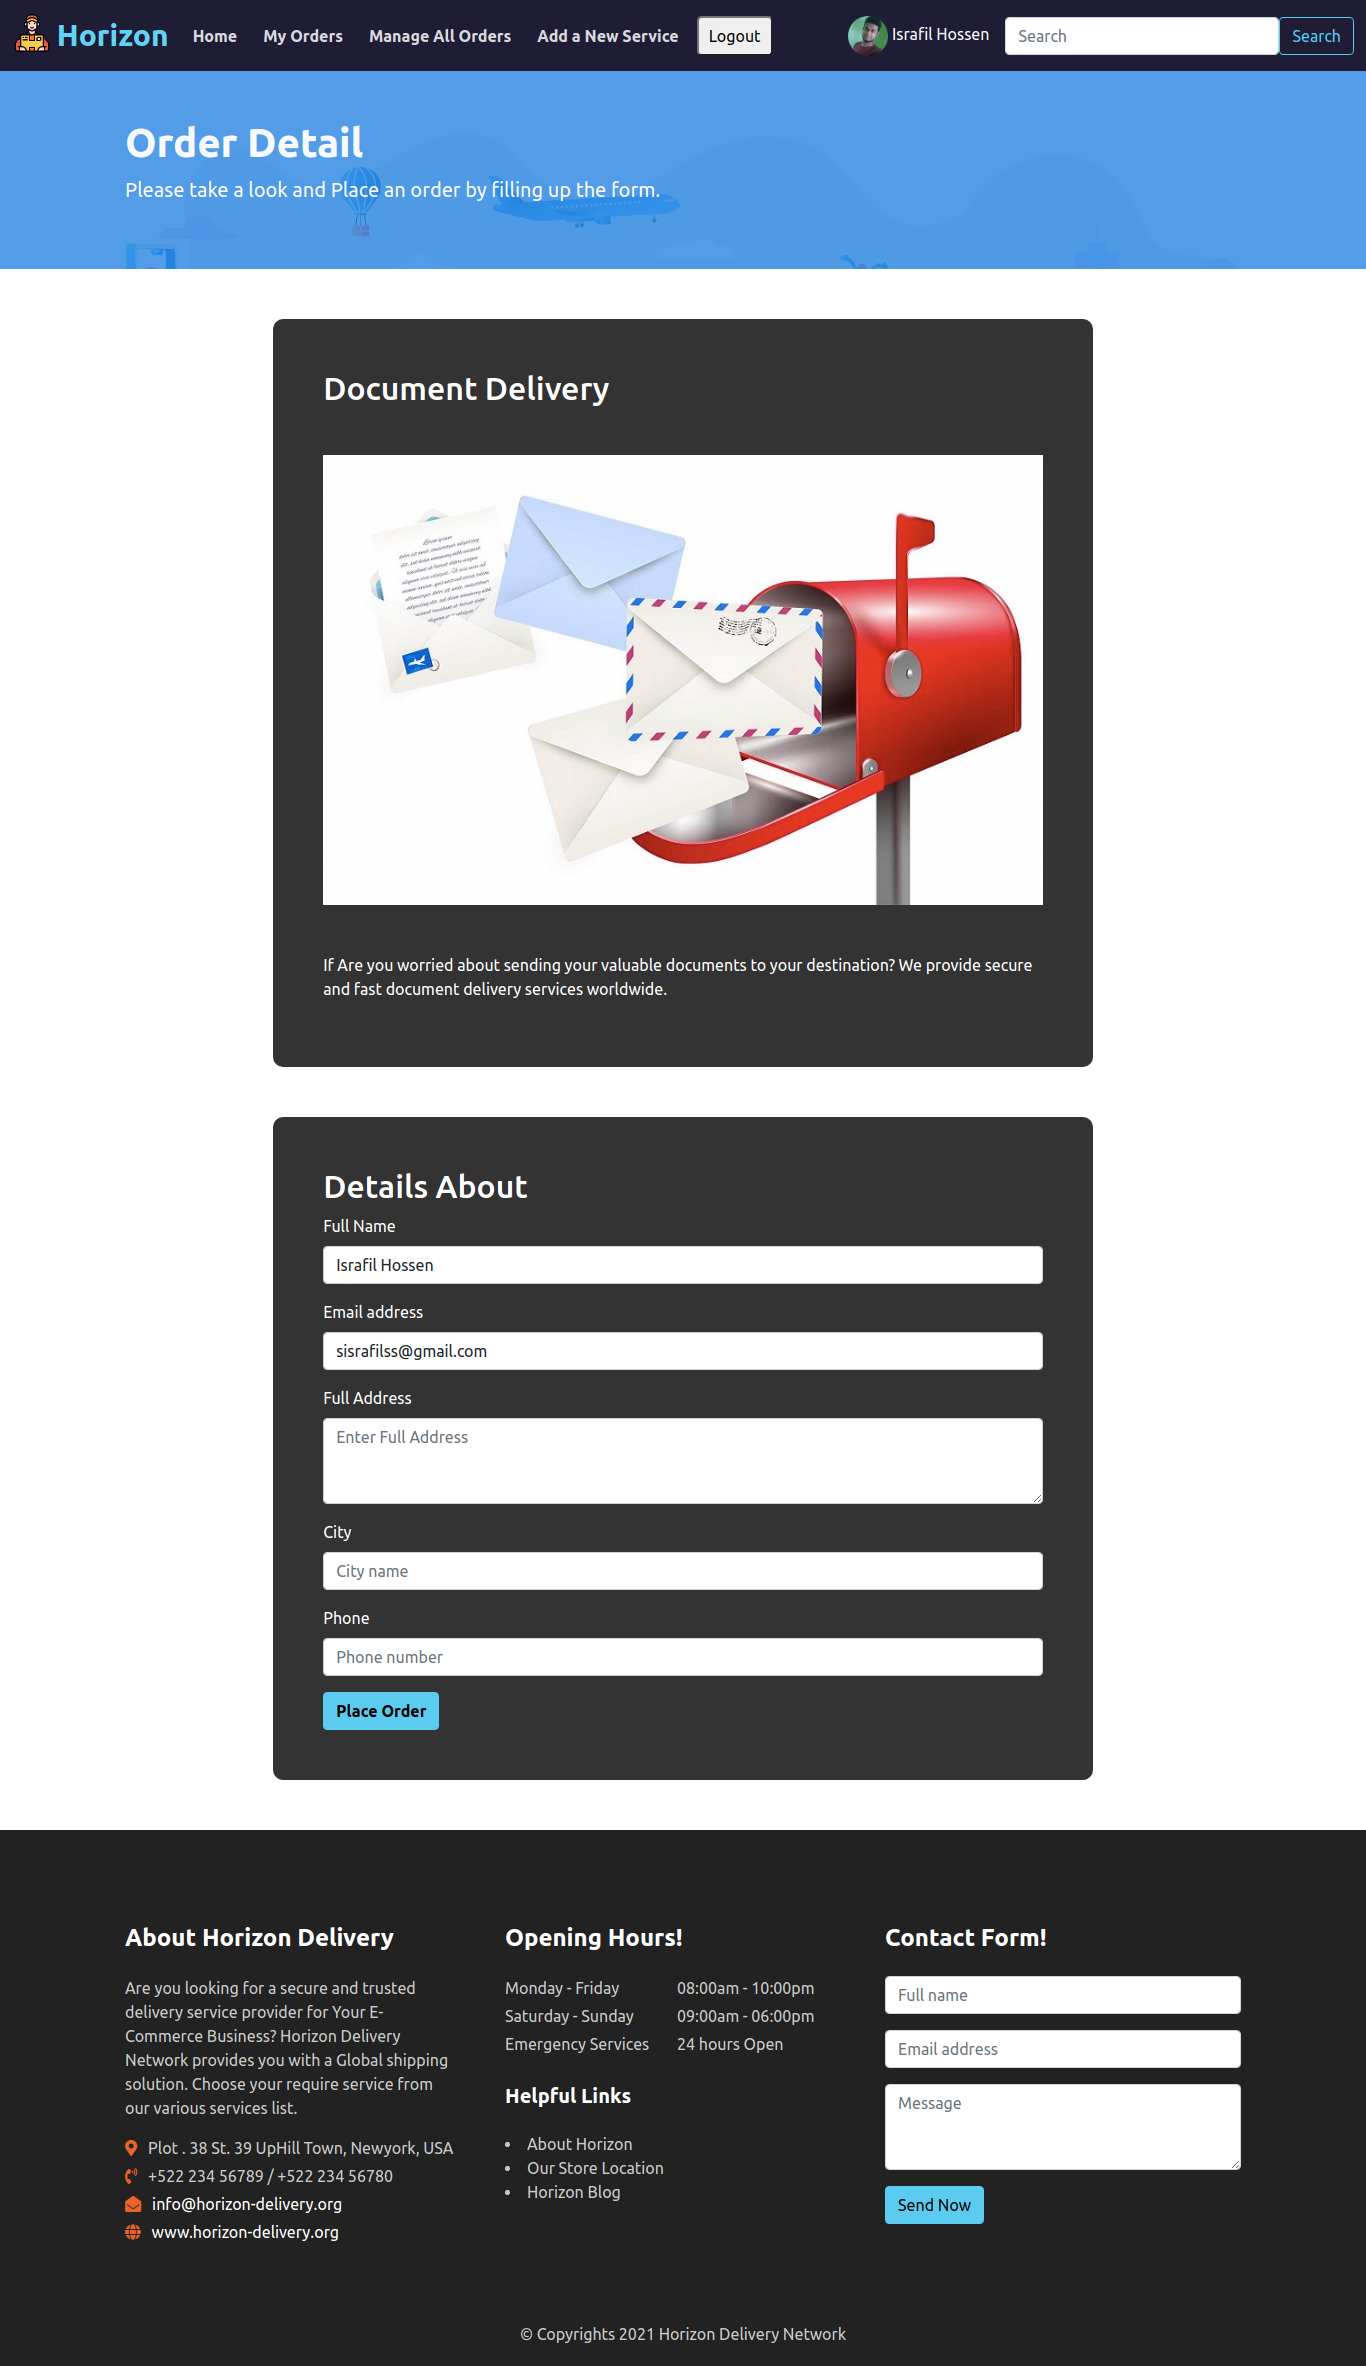 Horizon
Home
My Orders
Manage All Orders
Add a New Service
Logout
Israfil Hossen
Search
Search
Order Detail
Please take a look and Place an order by filling up the form.
Document Delivery
If Are you worried about sending your valuable documents to your destination? We provide secure
and fast document delivery services worldwide.
Details About
Full Name
Israfil Hossen
Email address
sisrafilss@gmail.com
Full Address
Enter Full Address
City
City name
Phone
Phone number
Place Order
About Horizon Delivery
Are you looking for a secure and trusted
delivery service provider for Your E-
Commerce Business? Horizon Delivery
Network provides you with a Global shipping
solution. Choose your require service from
our various services list.
Plot . 38 St. 39 UpHill Town, Newyork, USA
+522 234 56789 / +522 234 56780
info@horizon-delivery.org
www.horizon-delivery.org
Opening Hours!
Monday - Friday 08:00am - 10:00pm
Saturday - Sunday 09:00am - 06:00pm
Emergency Services 24 hours Open
Helpful Links
• About Horizon
• Our Store Location
• Horizon Blog
Contact Form!
Full name
Email address
Message
Send Now
© Copyrights 2021 Horizon Delivery Network